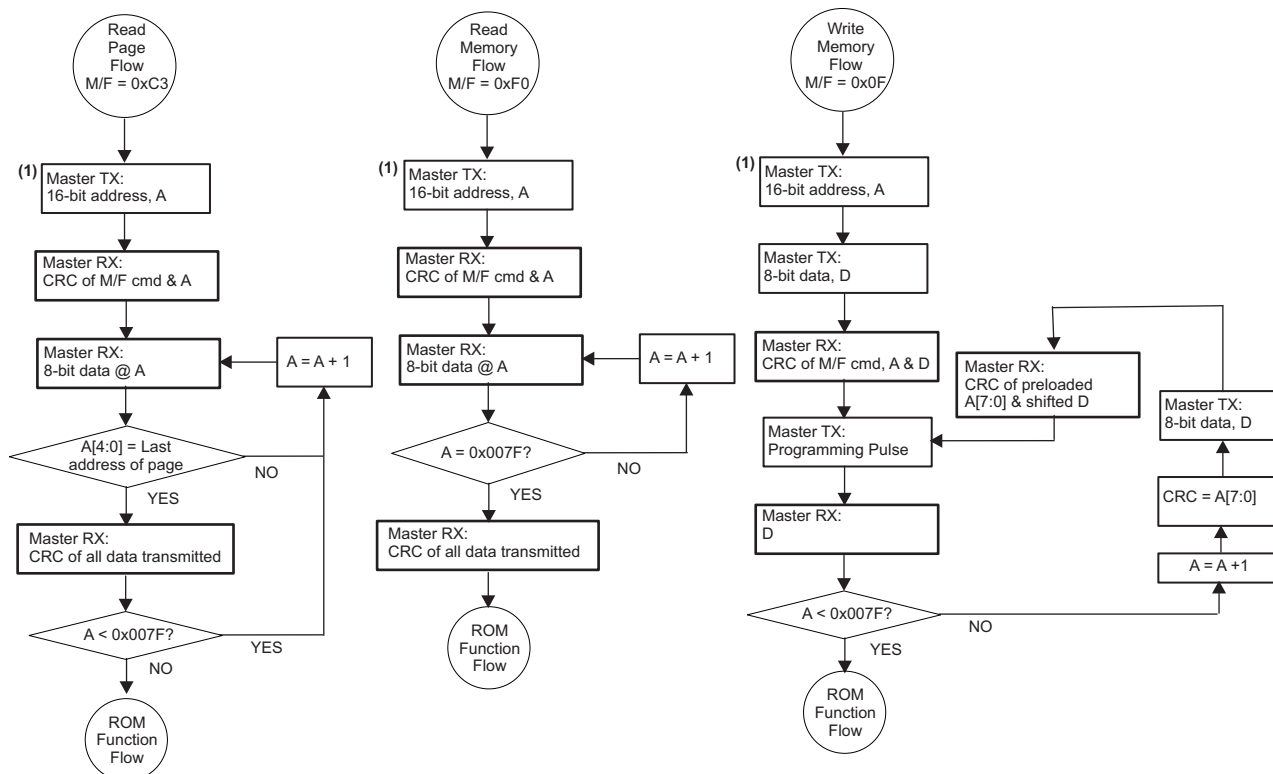 Read
Page
Flow
M/F = 0xC3
(1)
Master TX:
16-bit address, A
Master RX:
CRC of M/F cmd & A
Master RX:
8-bit data @ A
A = A + 1
A[4:0] = Last
address of page
NO
YES
Master RX:
CRC of all data transmitted
A < 0x007F?
YES
NO
ROM
Function
Flow
Read
Memory
Flow
M/F = 0xF0
(1)
Master TX:
16-bit address, A
Master RX:
CRC of M/F cmd & A
Master RX:
8-bit data @ A
A = A + 1
A = 0x007F?
NO
YES
Master RX:
CRC of all data transmitted
ROM
Function
Flow
Write
Memory
Flow
M/F = 0x0F
(1)
Master TX:
16-bit address, A
Master TX:
8-bit data, D
Master RX:
CRC of M/F cmd, A & D
Master TX:
Programming Pulse
Master RX:
D
A < 0x007F?
NO
YES
ROM
Function
Flow
A = A +1
CRC = A[7:0]
Master TX:
8-bit data, D
Master RX:
CRC of preloaded
A[7:0] & shifted D